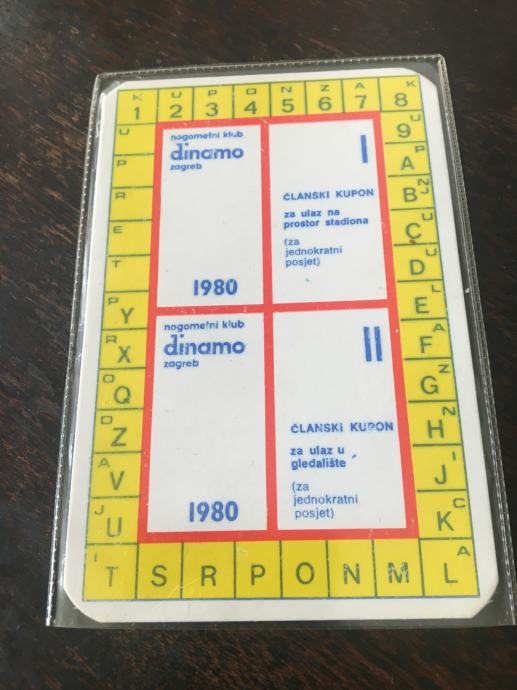 K U P O N Z A K
1 2 3 4 5 6 7 8
U P R E T P R O D A J I
Y X Q Z V U T
nogometni klub
dinamo
zagreb
1980
I
ČLANSKI KUPON
za ulaz na
prostor stadiona
(za
jednokratni
posjet)
nogometni klub
dinamo
zagreb
1980
II
ČLANSKI KUPON
za ulaz u
gledalište
(za
jednokratni
posjet)
9 A B C D E F G H J K L
P NJ U U L A Z N I C A
S R P O N M